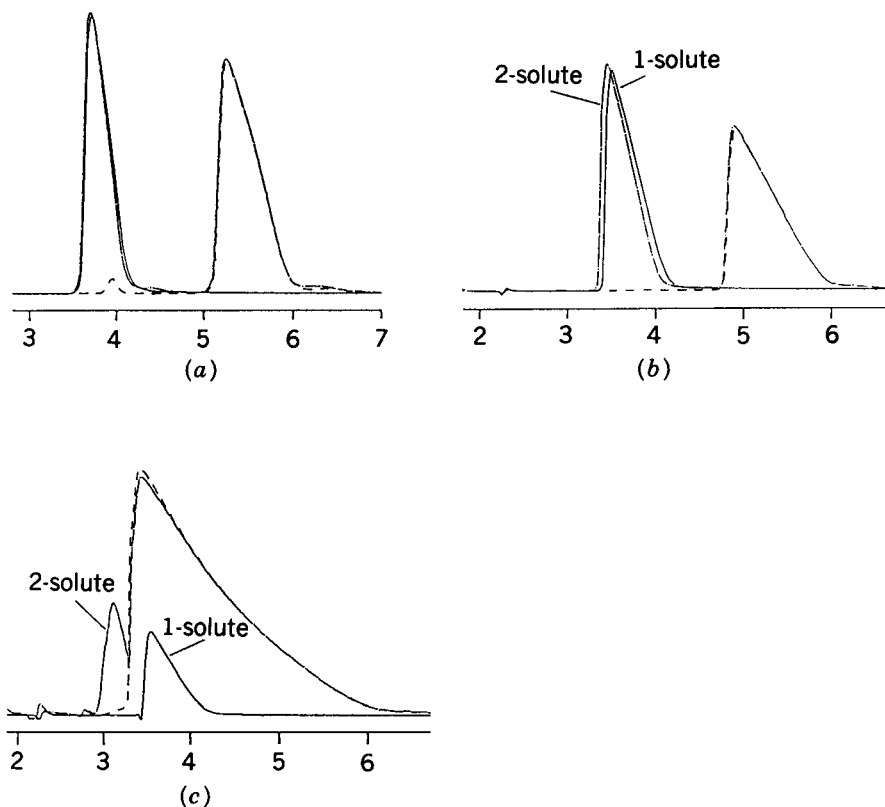 3 4 5 6 7
(a)
2-solute 1-solute
2 3 4 5 6
(b)
2-solute
1-solute
2 3 4 5 6
(c)